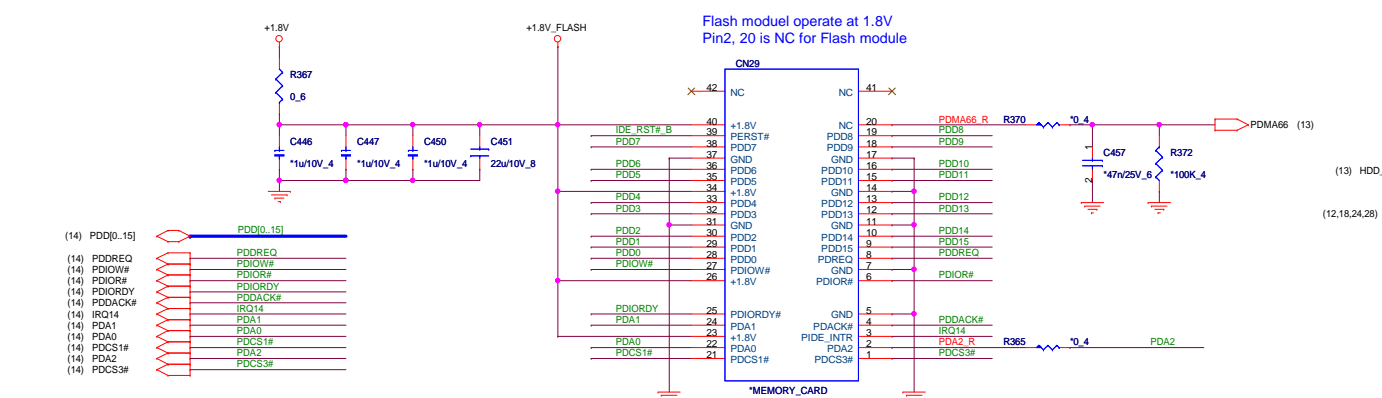 Flash moduel operate at 1.8V
Pin2, 20 is NC for Flash module
+1.8V
+1.8V_FLASH
R367
0_6
C446
*1u/10V_4
C447
*1u/10V_4
C450
*1u/10V_4
C451
22u/10V_8
(14) PDD[0..15] PDD[0..15]
(14) PDDREQ PDDREQ
(14) PDIOW# PDIOW#
(14) PDIOR# PDIOR#
(14) PDIORDY PDIORDY
(14) PDDACK# PDDACK#
(14) IRQ14 IRQ14
(14) PDA1 PDA1
(14) PDA0 PDA0
(14) PDCS1# PDCS1#
(14) PDA2 PDA2
(14) PDCS3# PDCS3#
CN29
42 NC NC 41
40 +1.8V NC 20 PDMA66_R
IDE_RST#_B 39 PERST# PDD8 19 PDD8
PDD7 38 PDD7 PDD9 18 PDD9
37 GND GND 17
PDD6 36 PDD6 PDD10 16 PDD10
PDD5 35 PDD5 PDD11 15 PDD11
34 +1.8V GND 14
PDD4 33 PDD4 PDD12 13 PDD12
PDD3 32 PDD3 PDD13 12 PDD13
31 GND GND 11
PDD2 30 PDD2 PDD14 10 PDD14
PDD1 29 PDD1 PDD15 9 PDD15
PDD0 28 PDD0 PDREQ 8 PDDREQ
PDIOW# 27 PDIOW# GND 7
26 +1.8V PDIOR# 6 PDIOR#
PDIORDY 25 PDIORDY# GND 5
PDA1 24 PDA1 PDACK# 4 PDDACK#
23 +1.8V PIDE_INTR 3 IRQ14
PDA0 22 PDA0 PDA2 2 PDA2_R
PDCS1# 21 PDCS1# PDCS3# 1 PDCS3#
*MEMORY_CARD
R370 *0_4
PDMA66 (13)
1
C457
*47n/25V_6
2
R372
*100K_4
R365 *0_4 PDA2
(13) HDD_
(12,18,24,28)